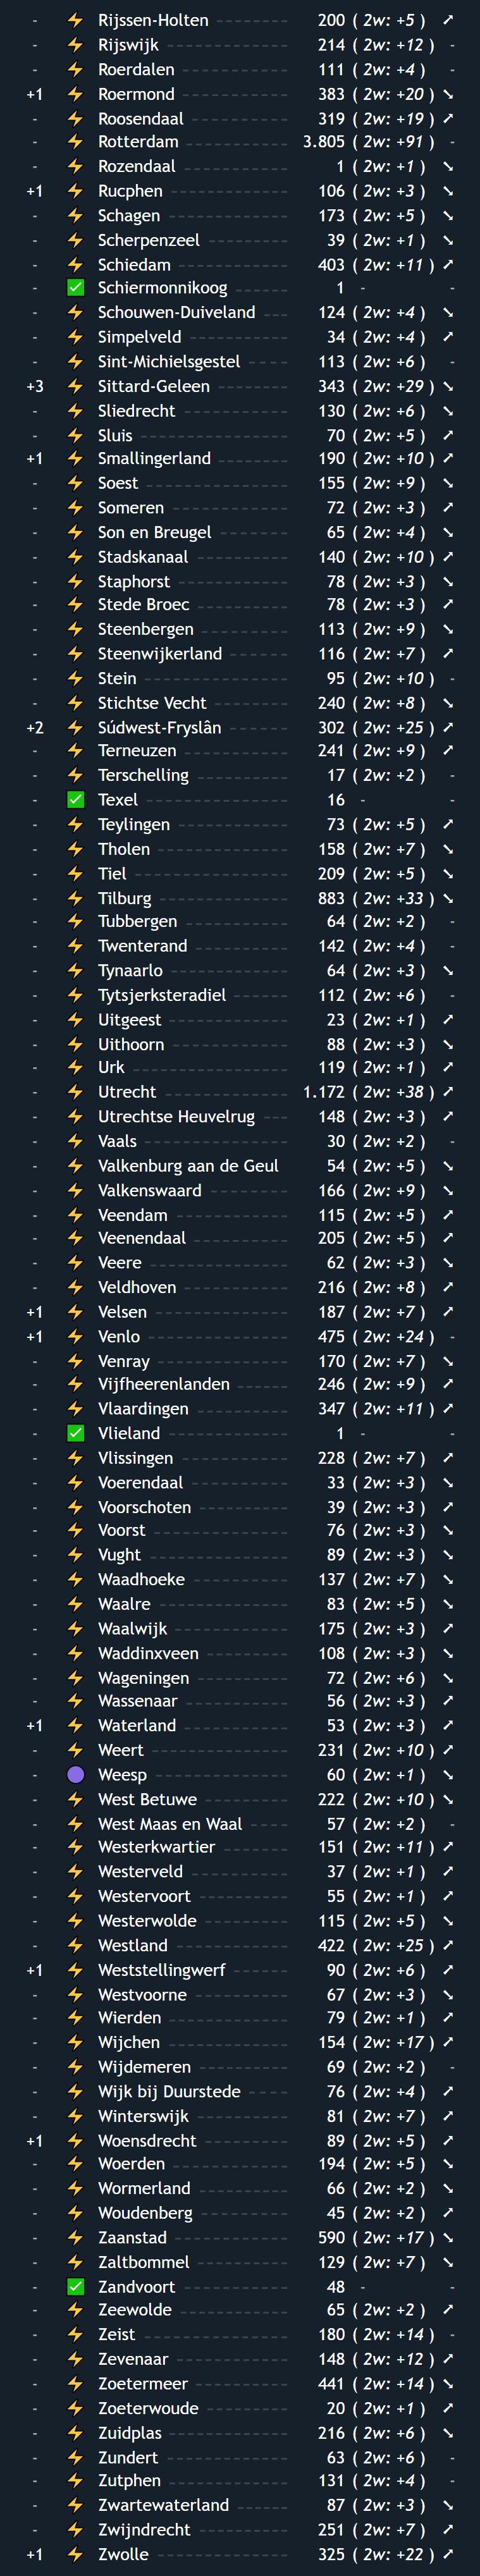 - ⚡ Rijssen-Holten 200 ( 2w: +5 ) ➚
- ⚡ Rijswijk 214 ( 2w: +12 ) -
- ⚡ Roerdalen 111 ( 2w: +4 ) -
+1 ⚡ Roermond 383 ( 2w: +20 ) ➘
- ⚡ Roosendaal 319 ( 2w: +19 ) ➚
- ⚡ Rotterdam 3.805 ( 2w: +91 ) -
- ⚡ Rozendaal 1 ( 2w: +1 ) ➘
+1 ⚡ Rucphen 106 ( 2w: +3 ) ➘
- ⚡ Schagen 173 ( 2w: +5 ) ➘
- ⚡ Scherpenzeel 39 ( 2w: +1 ) ➘
- ⚡ Schiedam 403 ( 2w: +11 ) ➚
- ✅ Schiermonnikoog 1 - -
- ⚡ Schouwen-Duiveland 124 ( 2w: +4 ) ➘
- ⚡ Simpelveld 34 ( 2w: +4 ) ➚
- ⚡ Sint-Michielsgestel 113 ( 2w: +6 ) -
+3 ⚡ Sittard-Geleen 343 ( 2w: +29 ) ➘
- ⚡ Sliedrecht 130 ( 2w: +6 ) ➘
- ⚡ Sluis 70 ( 2w: +5 ) ➚
+1 ⚡ Smallingerland 190 ( 2w: +10 ) ➚
- ⚡ Soest 155 ( 2w: +9 ) ➘
- ⚡ Someren 72 ( 2w: +3 ) ➚
- ⚡ Son en Breugel 65 ( 2w: +4 ) ➘
- ⚡ Stadskanaal 140 ( 2w: +10 ) ➚
- ⚡ Staphorst 78 ( 2w: +3 ) ➘
- ⚡ Stede Broec 78 ( 2w: +3 ) ➚
- ⚡ Steenbergen 113 ( 2w: +9 ) ➘
- ⚡ Steenwijkerland 116 ( 2w: +7 ) ➚
- ⚡ Stein 95 ( 2w: +10 ) -
- ⚡ Stichtse Vecht 240 ( 2w: +8 ) ➘
+2 ⚡ Súdwest-Fryslân 302 ( 2w: +25 ) ➚
- ⚡ Terneuzen 241 ( 2w: +9 ) ➚
- ⚡ Terschelling 17 ( 2w: +2 ) -
- ✅ Texel 16 - -
- ⚡ Teylingen 73 ( 2w: +5 ) ➚
- ⚡ Tholen 158 ( 2w: +7 ) ➘
- ⚡ Tiel 209 ( 2w: +5 ) ➘
- ⚡ Tilburg 883 ( 2w: +33 ) ➘
- ⚡ Tubbergen 64 ( 2w: +2 ) -
- ⚡ Twenterand 142 ( 2w: +4 ) -
- ⚡ Tynaarlo 64 ( 2w: +3 ) ➘
- ⚡ Tytsjerksteradiel 112 ( 2w: +6 ) -
- ⚡ Uitgeest 23 ( 2w: +1 ) ➚
- ⚡ Uithoorn 88 ( 2w: +3 ) ➘
- ⚡ Urk 119 ( 2w: +1 ) ➚
- ⚡ Utrecht 1.172 ( 2w: +38 ) ➚
- ⚡ Utrechtse Heuvelrug 148 ( 2w: +3 ) ➚
- ⚡ Vaals 30 ( 2w: +2 ) -
- ⚡ Valkenburg aan de Geul 54 ( 2w: +5 ) ➘
- ⚡ Valkenswaard 166 ( 2w: +9 ) ➘
- ⚡ Veendam 115 ( 2w: +5 ) ➚
- ⚡ Veenendaal 205 ( 2w: +5 ) ➚
- ⚡ Veere 62 ( 2w: +3 ) ➘
- ⚡ Veldhoven 216 ( 2w: +8 ) ➚
+1 ⚡ Velsen 187 ( 2w: +7 ) ➚
+1 ⚡ Venlo 475 ( 2w: +24 ) -
- ⚡ Venray 170 ( 2w: +7 ) ➘
- ⚡ Vijfheerenlanden 246 ( 2w: +9 ) ➚
- ⚡ Vlaardingen 347 ( 2w: +11 ) ➚
- ✅ Vlieland 1 - -
- ⚡ Vlissingen 228 ( 2w: +7 ) ➚
- ⚡ Voerendaal 33 ( 2w: +3 ) ➘
- ⚡ Voorschoten 39 ( 2w: +3 ) ➚
- ⚡ Voorst 76 ( 2w: +3 ) ➘
- ⚡ Vught 89 ( 2w: +3 ) ➘
- ⚡ Waadhoeke 137 ( 2w: +7 ) ➘
- ⚡ Waalre 83 ( 2w: +5 ) ➘
- ⚡ Waalwijk 175 ( 2w: +3 ) ➚
- ⚡ Waddinxveen 108 ( 2w: +3 ) ➘
- ⚡ Wageningen 72 ( 2w: +6 ) ➘
- ⚡ Wassenaar 56 ( 2w: +3 ) ➚
+1 ⚡ Waterland 53 ( 2w: +3 ) ➚
- ⚡ Weert 231 ( 2w: +10 ) ➚
- 🟣 Weesp 60 ( 2w: +1 ) ➘
- ⚡ West Betuwe 222 ( 2w: +10 ) ➘
- ⚡ West Maas en Waal 57 ( 2w: +2 ) -
- ⚡ Westerkwartier 151 ( 2w: +11 ) ➚
- ⚡ Westerveld 37 ( 2w: +1 ) ➚
- ⚡ Westervoort 55 ( 2w: +1 ) ➚
- ⚡ Westerwolde 115 ( 2w: +5 ) ➘
- ⚡ Westland 422 ( 2w: +25 ) ➚
+1 ⚡ Weststellingwerf 90 ( 2w: +6 ) ➚
- ⚡ Westvoorne 67 ( 2w: +3 ) ➘
- ⚡ Wierden 79 ( 2w: +1 ) ➚
- ⚡ Wijchen 154 ( 2w: +17 ) ➚
- ⚡ Wijdemeren 69 ( 2w: +2 ) -
- ⚡ Wijk bij Duurstede 76 ( 2w: +4 ) ➚
- ⚡ Winterswijk 81 ( 2w: +7 ) ➚
+1 ⚡ Woensdrecht 89 ( 2w: +5 ) ➚
- ⚡ Woerden 194 ( 2w: +5 ) ➘
- ⚡ Wormerland 66 ( 2w: +2 ) ➘
- ⚡ Woudenberg 45 ( 2w: +2 ) ➚
- ⚡ Zaanstad 590 ( 2w: +17 ) ➘
- ⚡ Zaltbommel 129 ( 2w: +7 ) ➘
- ✅ Zandvoort 48 - -
- ⚡ Zeewolde 65 ( 2w: +2 ) ➚
- ⚡ Zeist 180 ( 2w: +14 ) -
- ⚡ Zevenaar 148 ( 2w: +12 ) ➚
- ⚡ Zoetermeer 441 ( 2w: +14 ) ➘
- ⚡ Zoeterwoude 20 ( 2w: +1 ) ➚
- ⚡ Zuidplas 216 ( 2w: +6 ) ➘
- ⚡ Zundert 63 ( 2w: +6 ) -
- ⚡ Zutphen 131 ( 2w: +4 ) -
- ⚡ Zwartewaterland 87 ( 2w: +3 ) ➘
- ⚡ Zwijndrecht 251 ( 2w: +7 ) ➚
+1 ⚡ Zwolle 325 ( 2w: +22 ) ➚